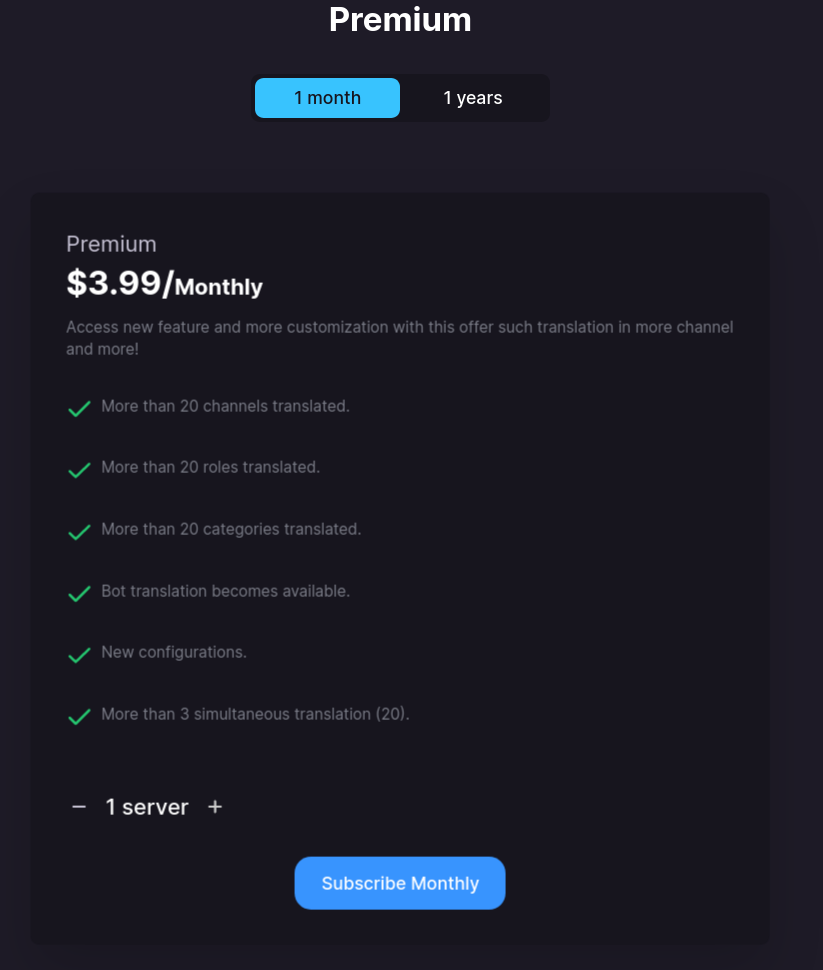 Premium
1 month
1 years
Premium
$3.99/Monthly
Access new feature and more customization with this offer such translation in more channel
and more!
More than 20 channels translated.
More than 20 roles translated.
More than 20 categories translated.
Bot translation becomes available.
New configurations.
More than 3 simultaneous translation (20).
− 1 server +
Subscribe Monthly